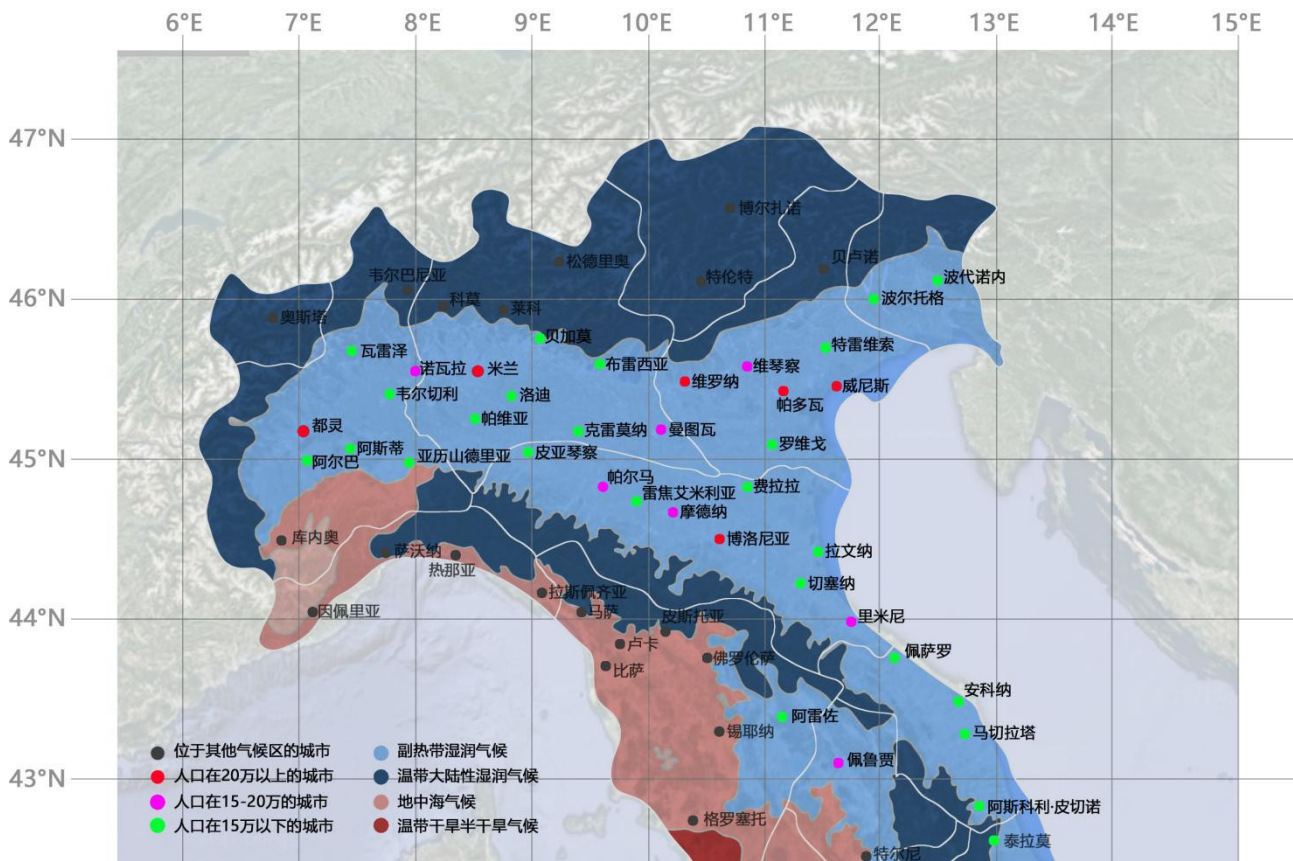 6°E 7°E 8°E 9°E 10°E 11°E 12°E 13°E 14°E 15°E
47°N
博尔扎诺
松德里奥
贝卢诺
韦尔巴尼亚
特伦特
波代诺内
46°N
科莫
波尔托格
莱科
奥斯塔
贝加莫
特雷维索
瓦雷泽
布雷西亚
诺瓦拉
米兰
维琴察
维罗纳
威尼斯
韦尔切利
洛迪
帕多瓦
帕维亚
都灵
克雷莫纳
曼图瓦
阿斯蒂
罗维戈
亚历山德里亚
皮亚琴察
45°N
阿尔巴
帕尔马
雷焦艾米利亚
费拉拉
摩德纳
库内奥
博洛尼亚
萨沃纳
拉文纳
热那亚
切塞纳
拉斯佩齐亚
44°N
因佩里亚
马萨
皮斯托亚
里米尼
卢卡
佛罗伦萨
佩萨罗
比萨
安科纳
阿雷佐
锡耶纳
马切拉塔
佩鲁贾
43°N
阿斯科利·皮切诺
格罗塞托
泰拉莫
特尔尼
位于其他气候区的城市
人口在20万以上的城市
人口在15-20万的城市
人口在15万以下的城市
副热带湿润气候
温带大陆性湿润气候
地中海气候
温带干旱半干旱气候